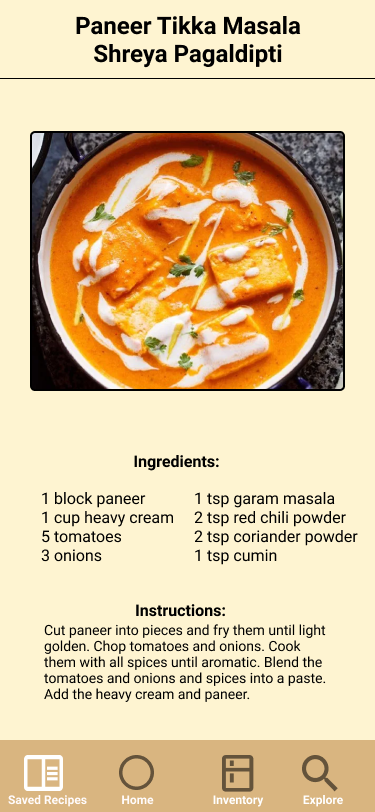 Paneer Tikka Masala
Shreya Pagaldipti
Ingredients:
1 block paneer
1 cup heavy cream
5 tomatoes
3 onions
1 tsp garam masala
2 tsp red chili powder
2 tsp coriander powder
1 tsp cumin
Instructions:
Cut paneer into pieces and fry them until light
golden. Chop tomatoes and onions. Cook
them with all spices until aromatic. Blend the
tomatoes and onions and spices into a paste.
Add the heavy cream and paneer.
Saved Recipes
Home
Inventory
Explore